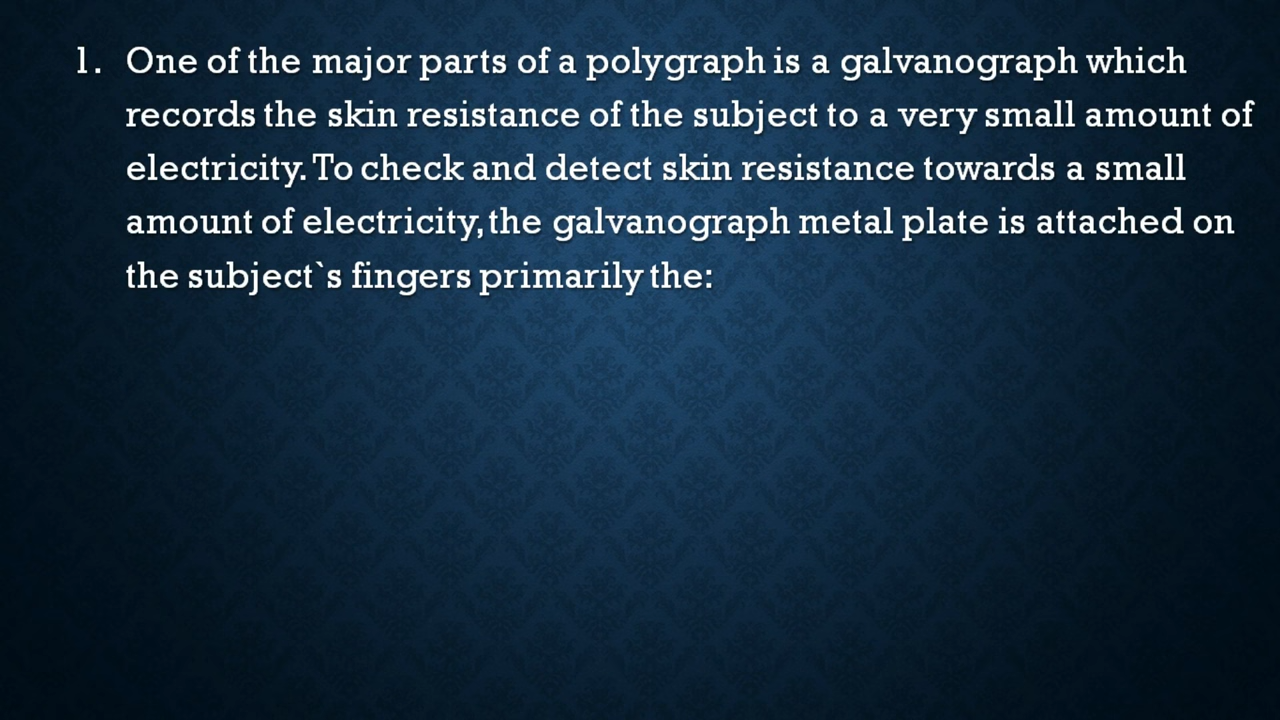 1. One of the major parts of a polygraph is a galvanograph which
records the skin resistance of the subject to a very small amount of
electricity. To check and detect skin resistance towards a small
amount of electricity, the galvanograph metal plate is attached on
the subject`s fingers primarily the: